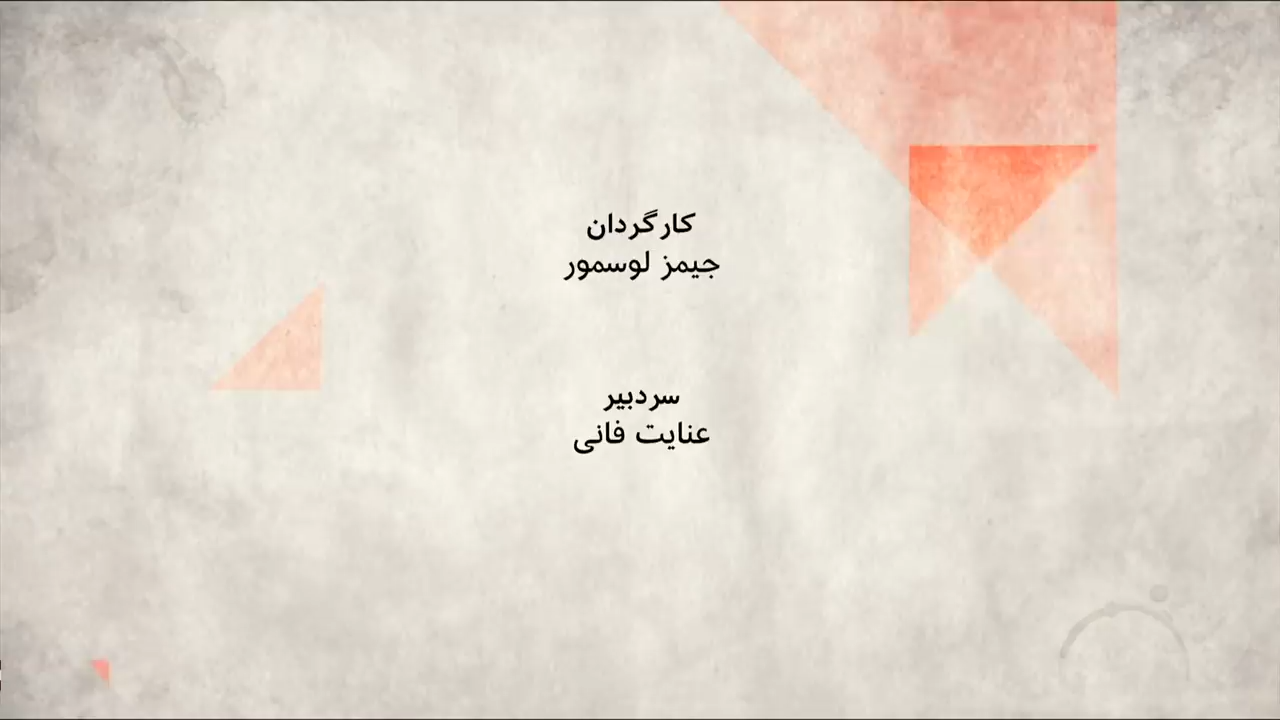 کارگردان
جیمز لوسمور
سردبیر
عنایت فانی